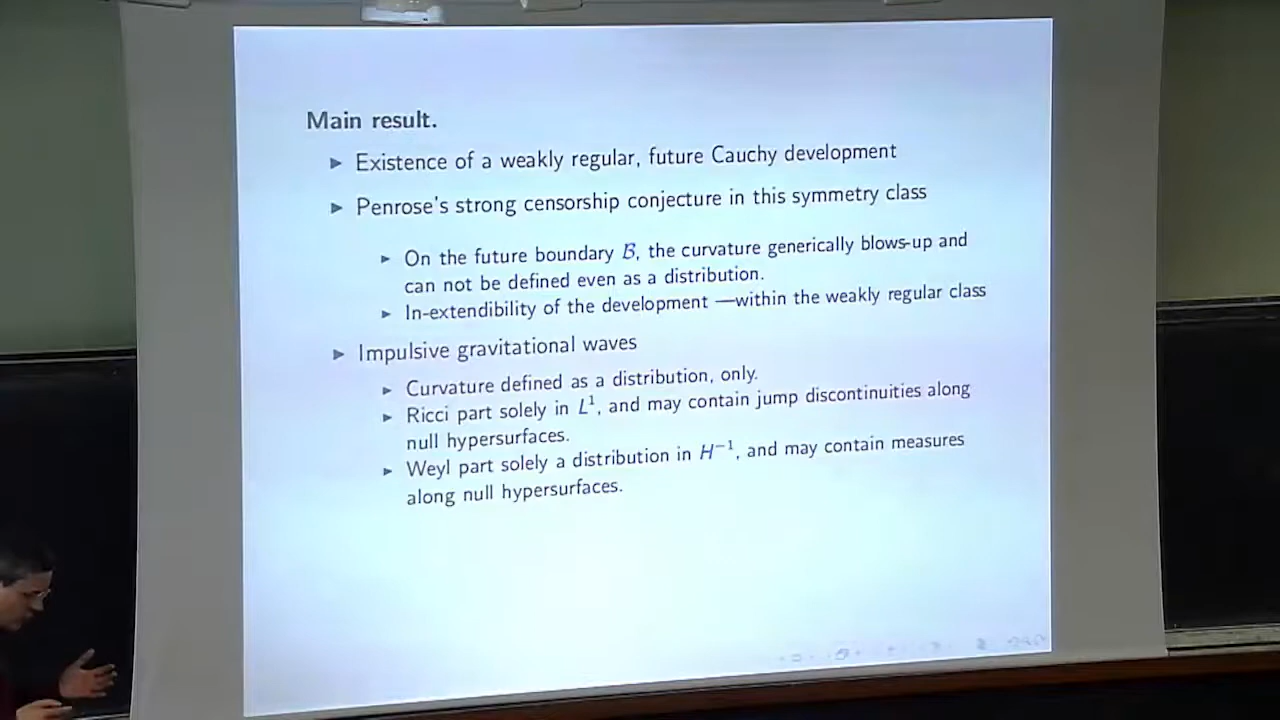 Main result.
▶ Existence of a weakly regular, future Cauchy development
▶ Penrose's strong censorship conjecture in this symmetry class
▶ On the future boundary B, the curvature generically blows-up and
can not be defined even as a distribution.
▶ In-extendibility of the development —within the weakly regular class
▶ Impulsive gravitational waves
▶ Curvature defined as a distribution, only.
▶ Ricci part solely in L¹, and may contain jump discontinuities along
null hypersurfaces.
▶ Weyl part solely a distribution in H⁻¹, and may contain measures
along null hypersurfaces.